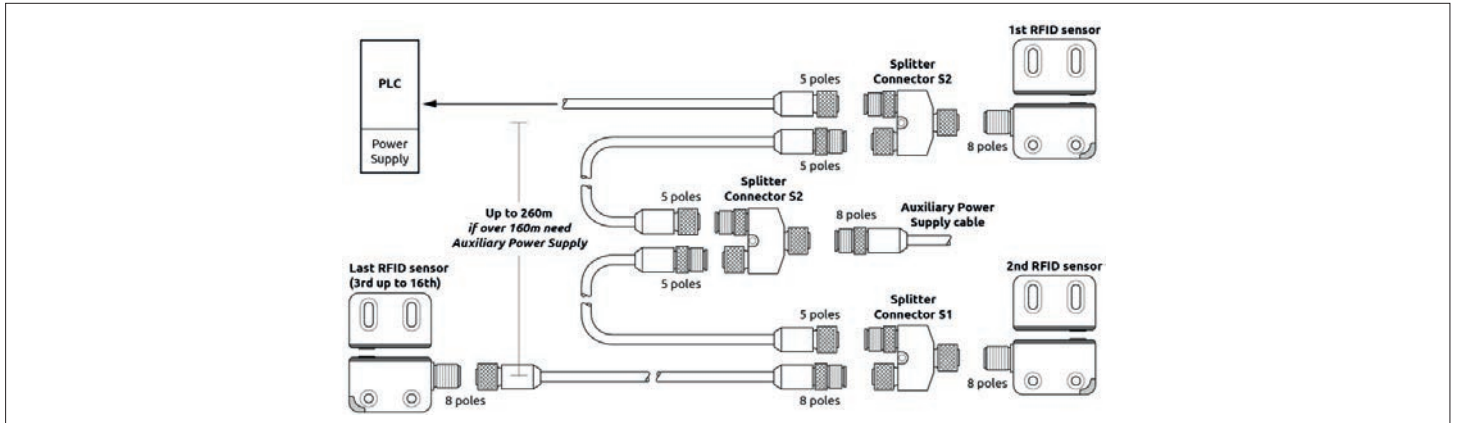 1st RFID sensor
Splitter
Connector S2
5 poles
PLC
8 poles
Power
Supply
5 poles
Splitter
Connector S2
5 poles
Auxiliary Power
Supply cable
8 poles
Up to 260m
if over 160m need
Auxiliary Power Supply
Last RFID sensor
(3rd up to 16th)
2nd RFID sensor
5 poles
Splitter
Connector S1
5 poles
8 poles
8 poles
8 poles